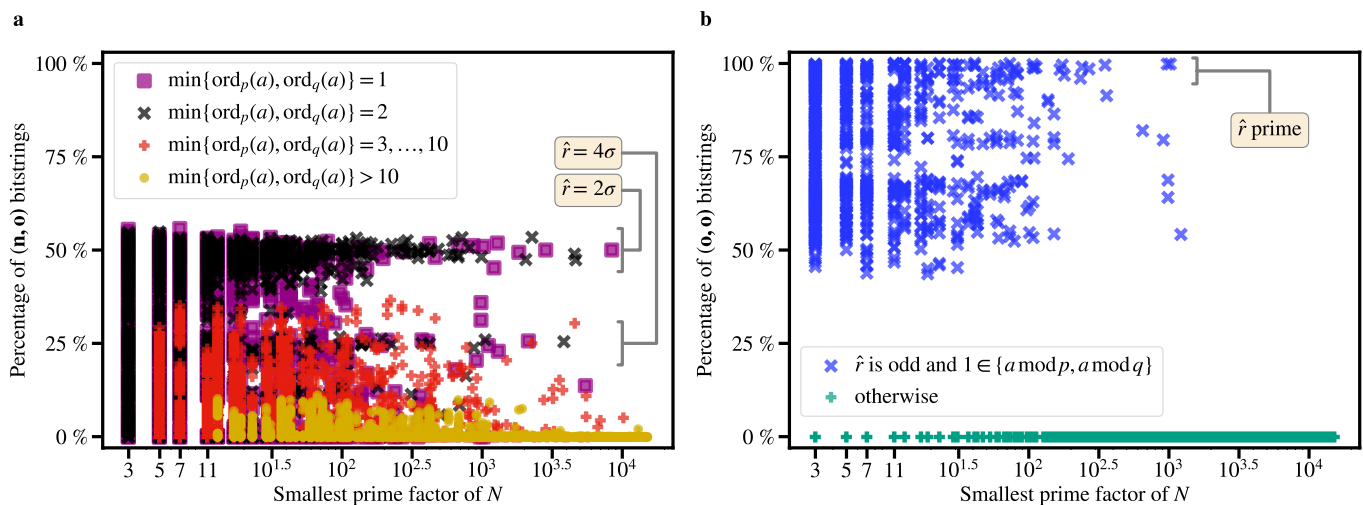 a
Percentage of (n, o) bitstrings
100 %
75 %
50 %
25 %
0 %
min{ord_p(a), ord_q(a)} = 1
min{ord_p(a), ord_q(a)} = 2
min{ord_p(a), ord_q(a)} = 3, …, 10
min{ord_p(a), ord_q(a)} > 10
r̂ = 4σ
r̂ = 2σ
3 5 7 11 10^1.5 10^2 10^2.5 10^3 10^3.5 10^4
Smallest prime factor of N
b
Percentage of (o, o) bitstrings
100 %
75 %
50 %
25 %
0 %
r̂ prime
r̂ is odd and 1 ∈ {a mod p, a mod q}
otherwise
3 5 7 11 10^1.5 10^2 10^2.5 10^3 10^3.5 10^4
Smallest prime factor of N